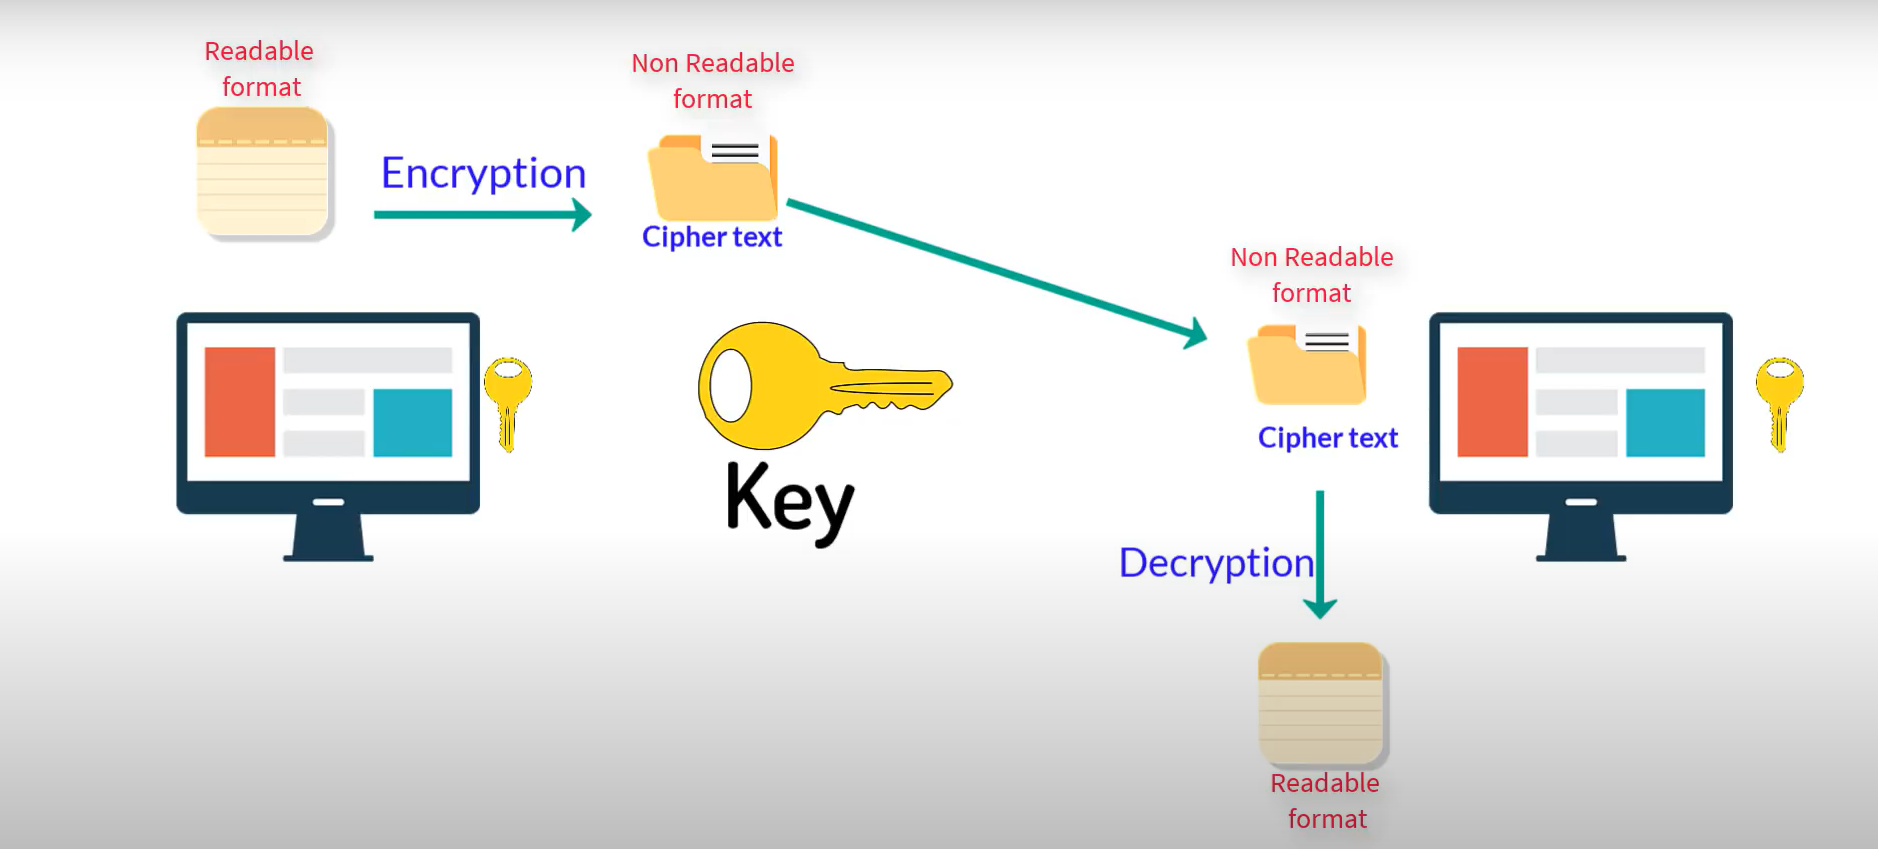 Readable
format
Non Readable
format
Encryption
Cipher text
Non Readable
format
Cipher text
Key
Decryption
Readable
format